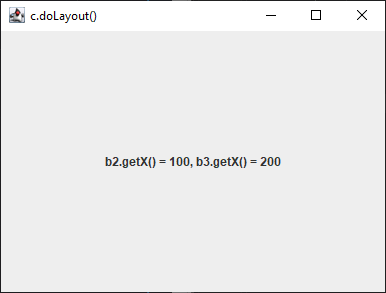 c.doLayout()
b2.getX() = 100, b3.getX() = 200